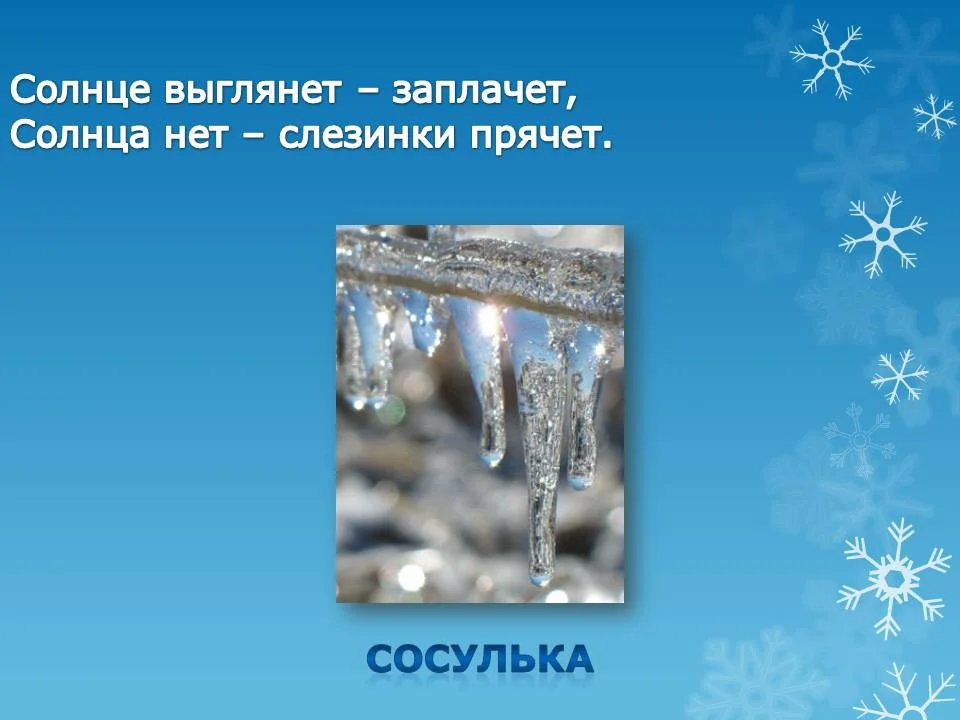 Солнце выглянет – заплачет,
Солнца нет – слезинки прячет.
СОСУЛЬКА